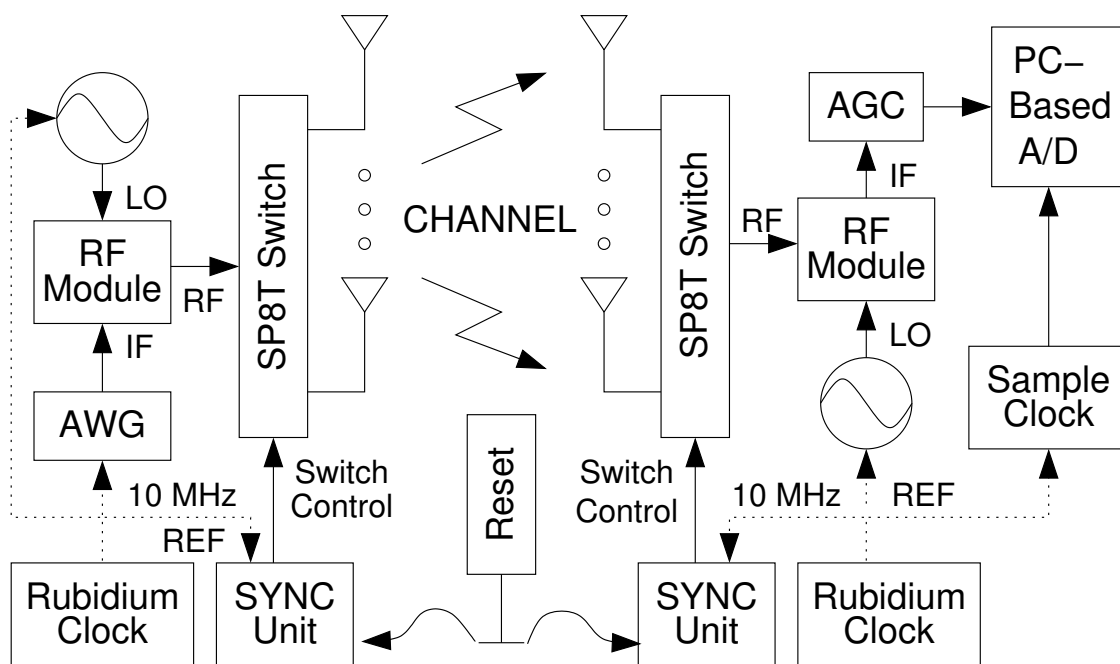 LO
RF
Module
RF
IF
AWG
10 MHz
REF
Rubidium
Clock
SP8T Switch
Switch
Control
SYNC
Unit
CHANNEL
Reset
SP8T Switch
Switch
Control
SYNC
Unit
RF
AGC
IF
RF
Module
LO
10 MHz
REF
Rubidium
Clock
PC–
Based
A/D
Sample
Clock